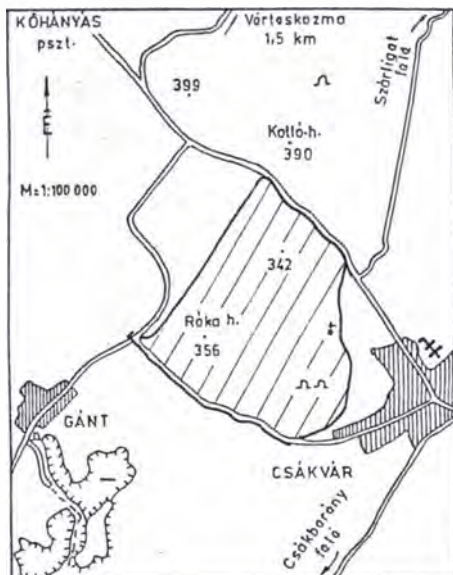 KŐHÁNYAS
pszt.
Vérteskozma
1,5 km
Szárliget
felé
399
Kotló-h.
390
É
M=1:100 000
342
Róka h.
356
GÁNT
CSÁKVÁR
Csákberény
felé